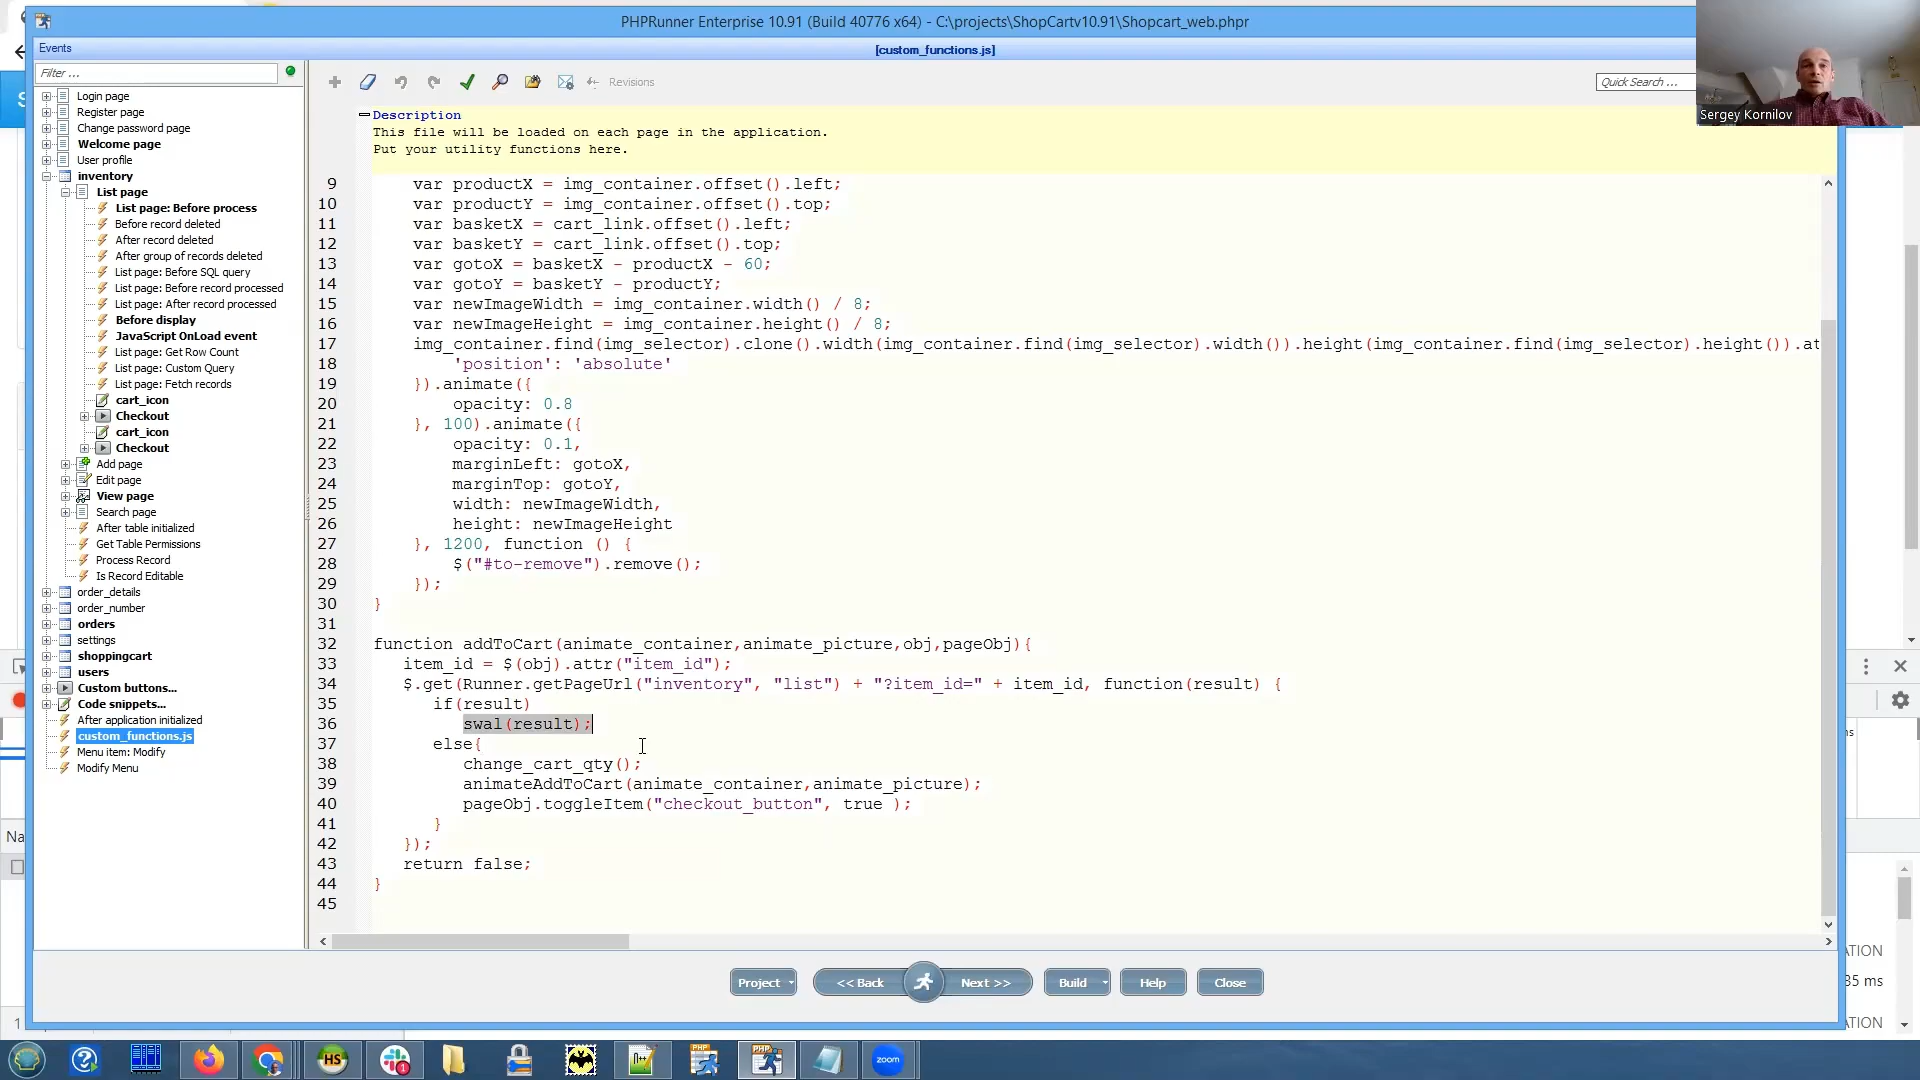 PHPRunner Enterprise 10.91 (Build 40776 x64) - C:\projects\ShopCartv10.91\Shopcart_web.phpr
Events
[custom_functions.js]
Filter ...
Revisions
Quick Search ...
Sergey Kornilov
Login page
Register page
Change password page
Welcome page
User profile
inventory
List page
List page: Before process
Before record deleted
After record deleted
After group of records deleted
List page: Before SQL query
List page: Before record processed
List page: After record processed
Before display
JavaScript OnLoad event
List page: Get Row Count
List page: Custom Query
List page: Fetch records
cart_icon
Checkout
cart_icon
Checkout
Add page
Edit page
View page
Search page
After table initialized
Get Table Permissions
Process Record
Is Record Editable
order_details
order_number
orders
settings
shoppingcart
users
Custom buttons...
Code snippets...
After application initialized
custom_functions.js
Menu item: Modify
Modify Menu
Description
This file will be loaded on each page in the application.
Put your utility functions here.
9 var productX = img_container.offset().left;
10 var productY = img_container.offset().top;
11 var basketX = cart_link.offset().left;
12 var basketY = cart_link.offset().top;
13 var gotoX = basketX - productX - 60;
14 var gotoY = basketY - productY;
15 var newImageWidth = img_container.width() / 8;
16 var newImageHeight = img_container.height() / 8;
17 img_container.find(img_selector).clone().width(img_container.find(img_selector).width()).height(img_container.find(img_selector).height()).at
18 'position': 'absolute'
19 }).animate({
20 opacity: 0.8
21 }, 100).animate({
22 opacity: 0.1,
23 marginLeft: gotoX,
24 marginTop: gotoY,
25 width: newImageWidth,
26 height: newImageHeight
27 }, 1200, function () {
28 $("#to-remove").remove();
29 });
30 }
31
32 function addToCart(animate_container,animate_picture,obj,pageObj){
33 item_id = $(obj).attr("item_id");
34 $.get(Runner.getPageUrl("inventory", "list") + "?item_id=" + item_id, function(result) {
35 if(result)
36 swal(result);
37 else{
38 change_cart_qty();
39 animateAddToCart(animate_container,animate_picture);
40 pageObj.toggleItem("checkout_button", true );
41 }
42 });
43 return false;
44 }
45
Project
<< Back
Next >>
Build
Help
Close
Na
ATION
35 ms
ATION
1
HS
1
PHP
zoom